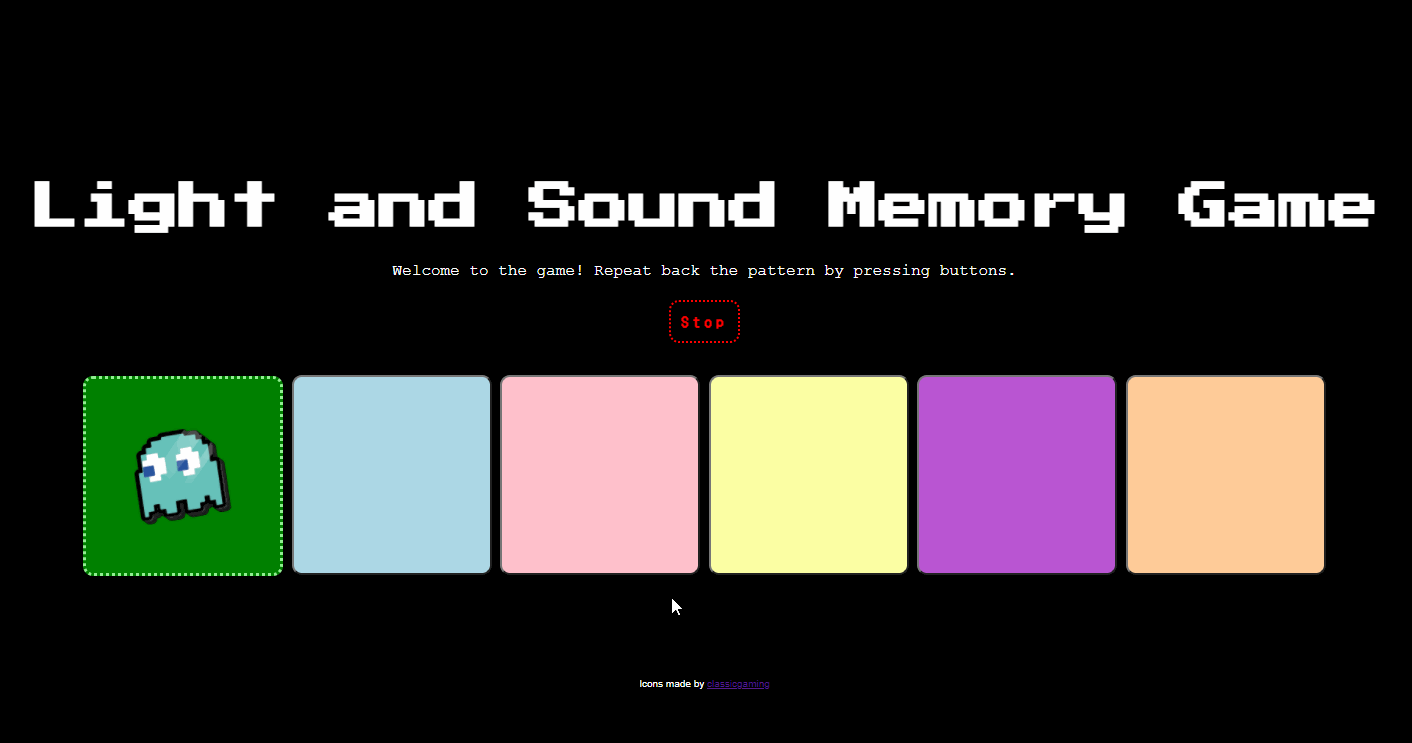 Light and Sound Memory Game
Welcome to the game! Repeat back the pattern by pressing buttons.
Stop
Icons made by classicgaming